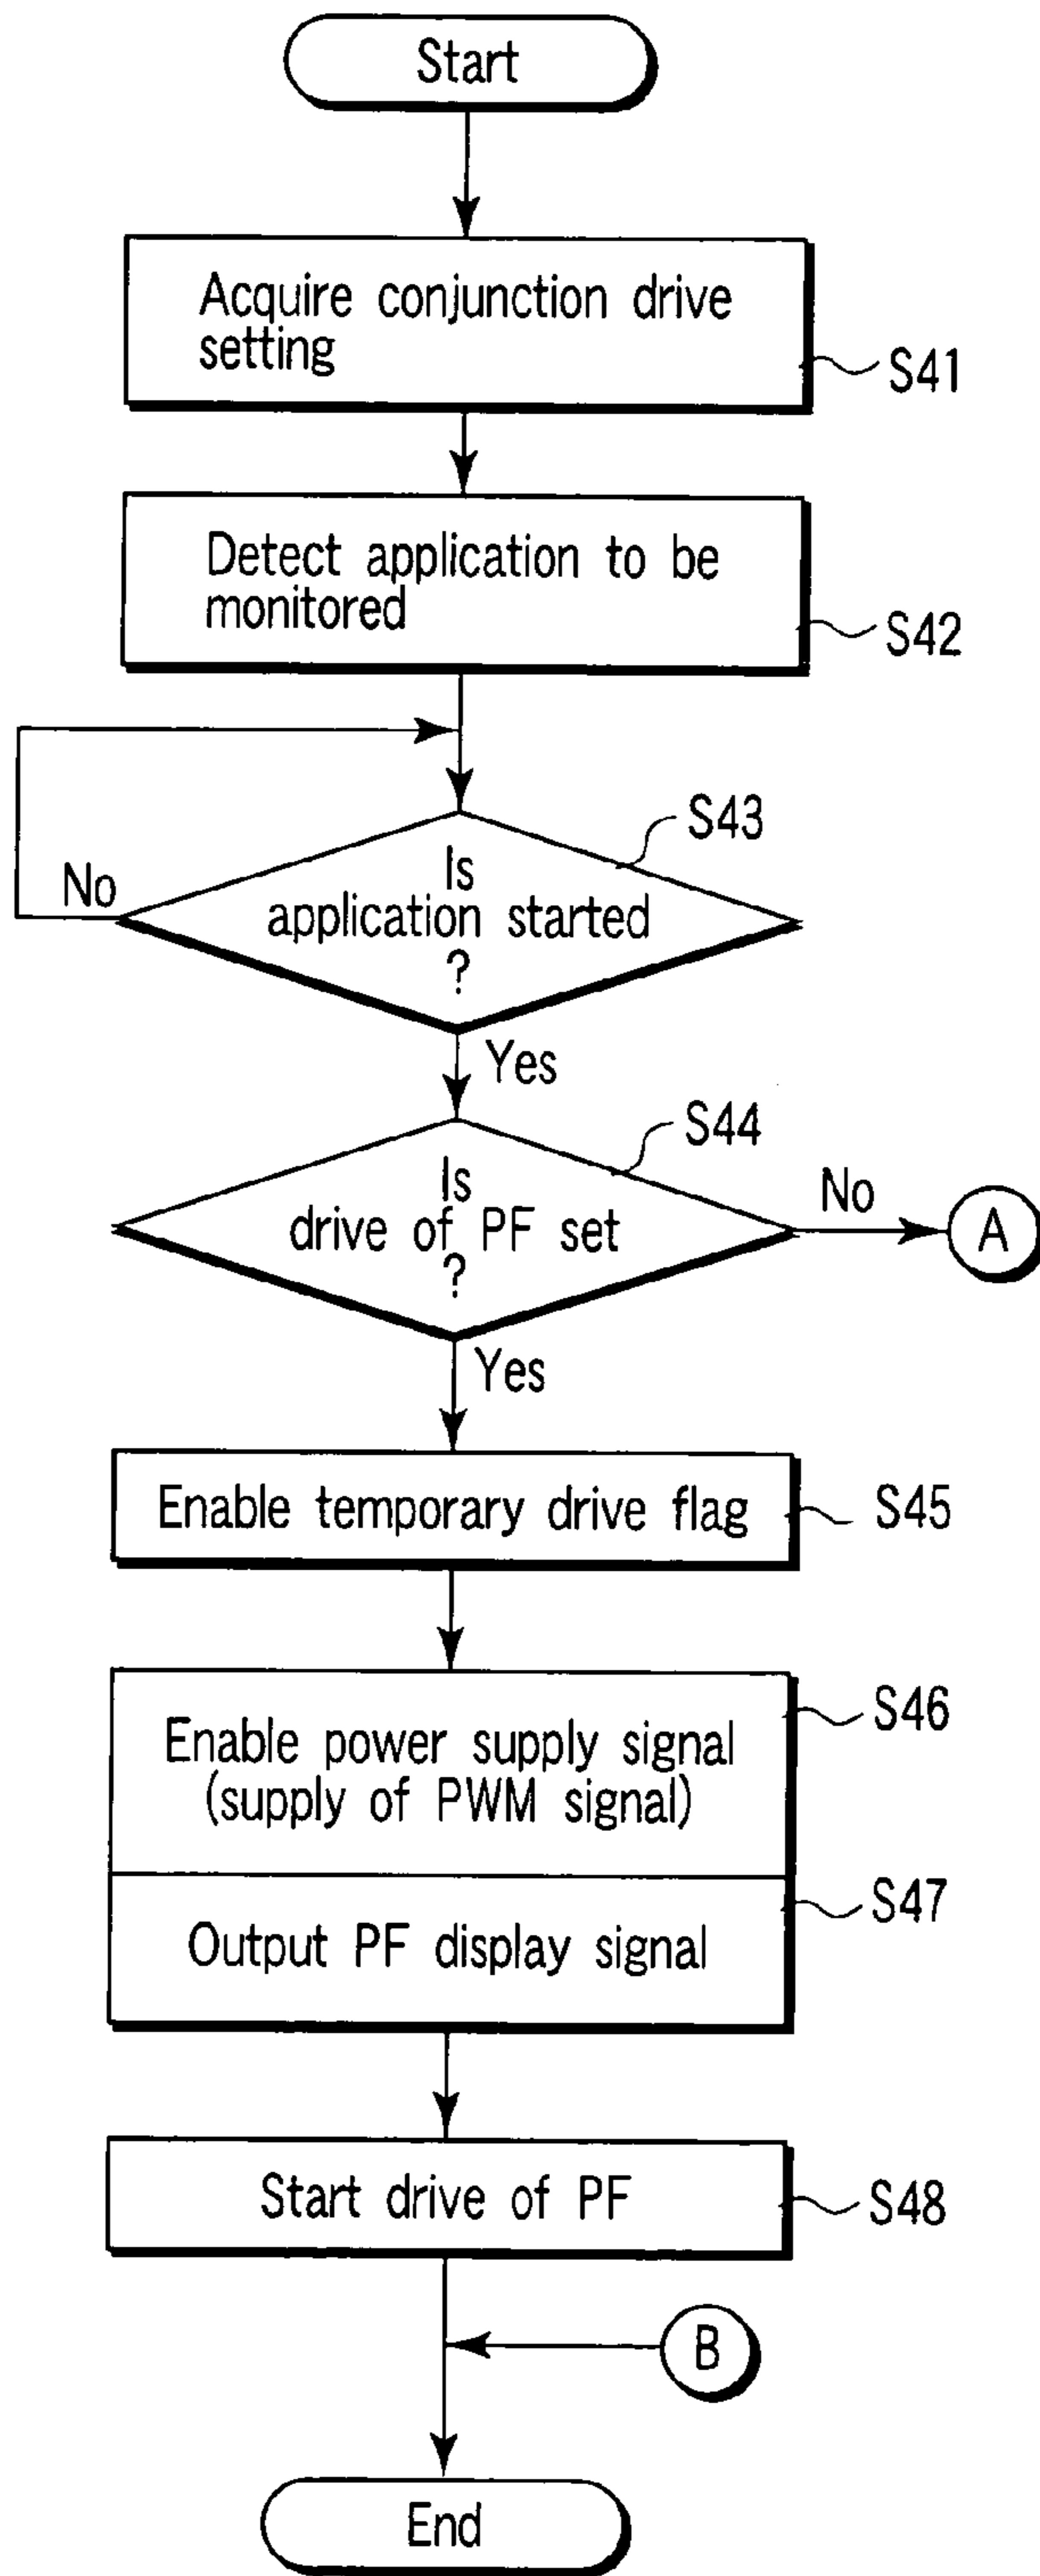 Start
Acquire conjunction drive
setting
S41
Detect application to be
monitored
S42
S43
No
Is
application started
?
Yes
S44
Is
drive of PF set
?
No
A
Yes
Enable temporary drive flag
S45
Enable power supply signal
(supply of PWM signal)
S46
Output PF display signal
S47
Start drive of PF
S48
B
End